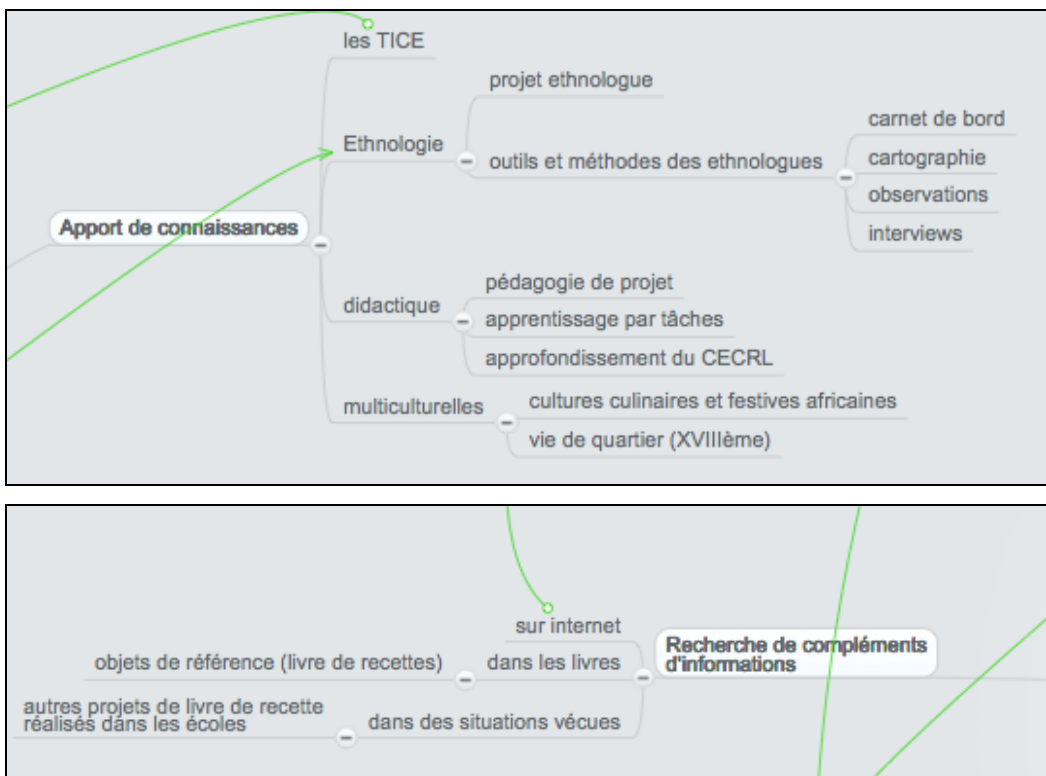 les TICE
projet ethnologue
carnet de bord
Ethnologie
outils et méthodes des ethnologues
cartographie
observations
interviews
Apport de connaissances
pédagogie de projet
didactique
apprentissage par tâches
approfondissement du CECRL
multiculturelles
cultures culinaires et festives africaines
vie de quartier (XVIIIème)
sur internet
Recherche de compléments
d'informations
objets de référence (livre de recettes)
dans les livres
autres projets de livre de recette
réalisés dans les écoles
dans des situations vécues